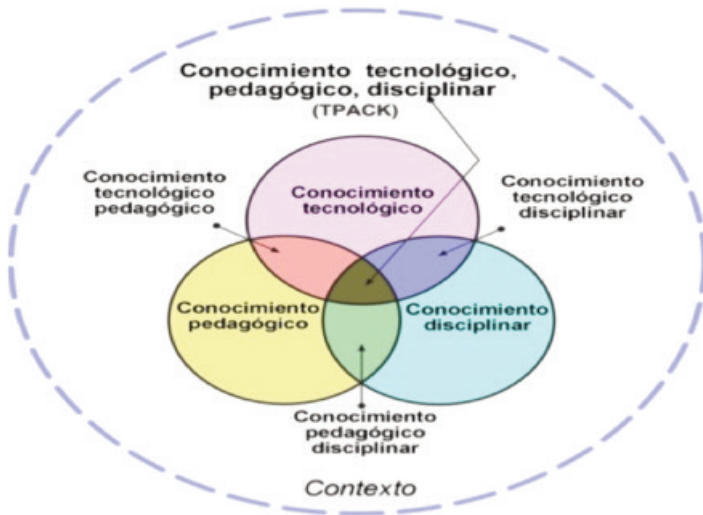 Conocimiento tecnológico,
pedagógico, disciplinar
(TPACK)
Conocimiento
tecnológico
pedagógico
Conocimiento
tecnológico
Conocimiento
tecnológico
disciplinar
Conocimiento
pedagógico
Conocimiento
disciplinar
Conocimiento
pedagógico
disciplinar
Contexto